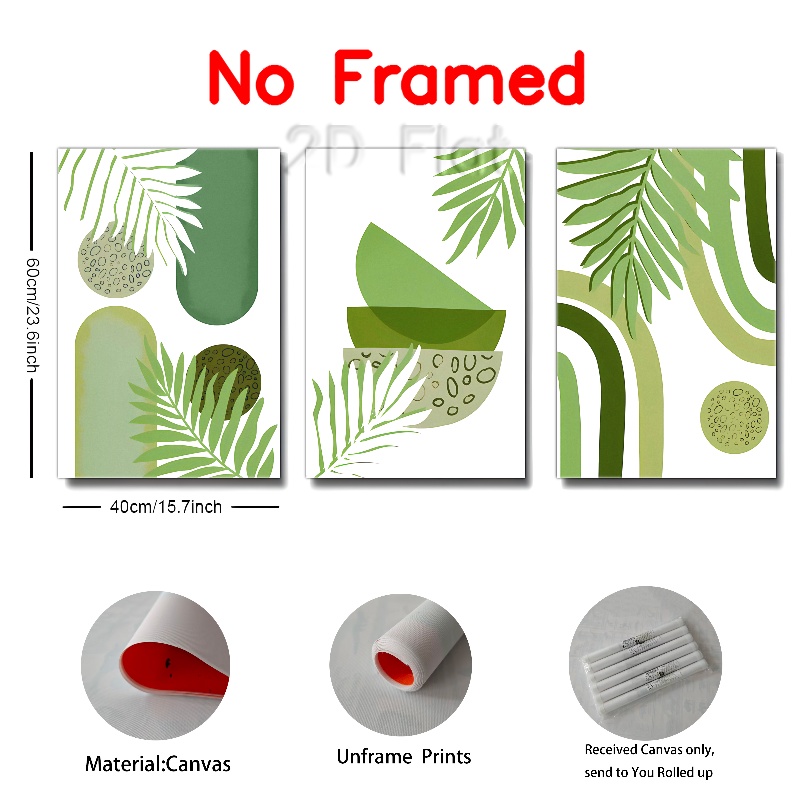 No Framed
2D Flat
60cm/23.6inch
40cm/15.7inch
Material:Canvas
Unframe Prints
Received Canvas only,
send to You Rolled up